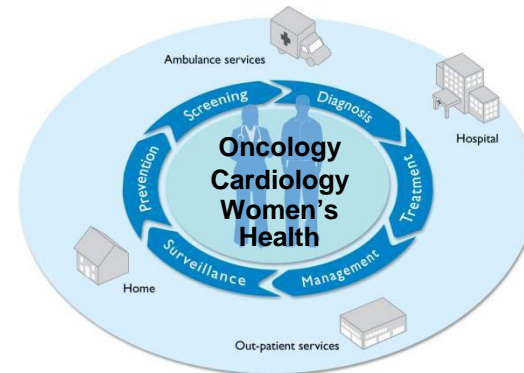 Ambulance services
Screening
Diagnosis
Hospital
Prevention
Oncology
Cardiology
Women's
Health
Treatment
Surveillance
Management
Home
Out-patient services